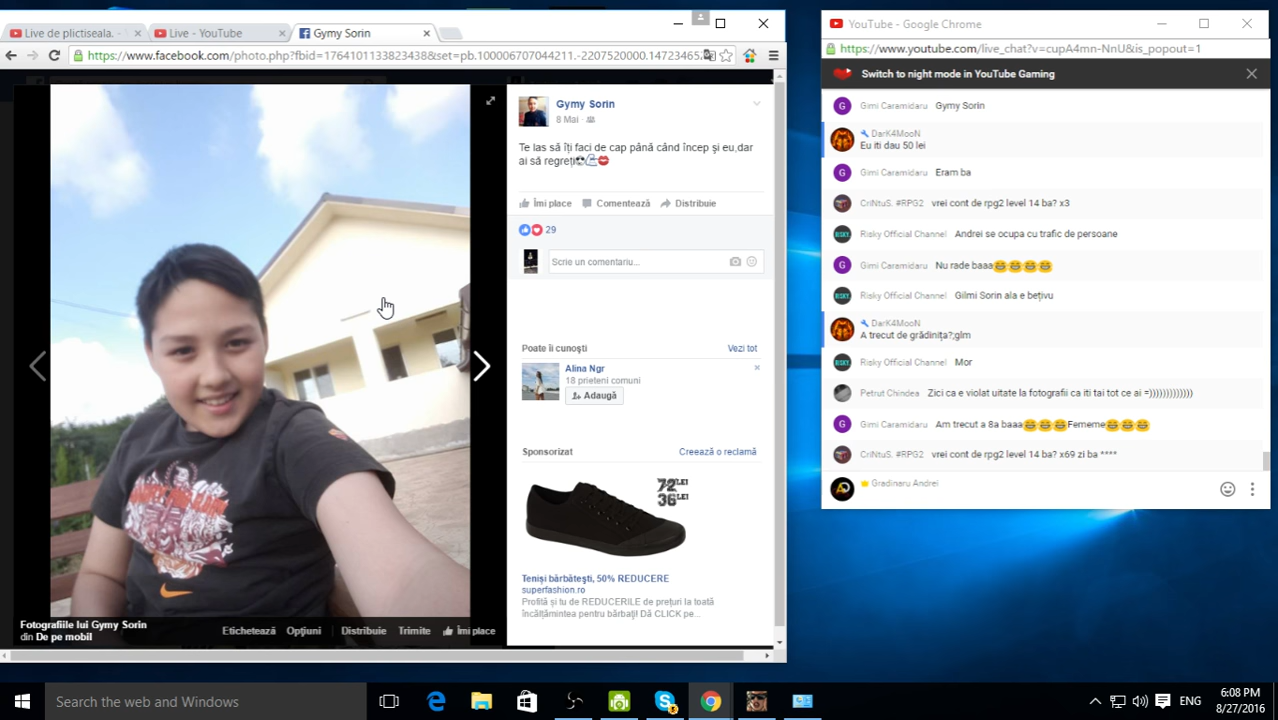 Live de plictiseala.
Live - YouTube
Gymy Sorin
https://www.facebook.com/photo.php?fbid=1764101133823438&set=pb.100006707044211.-2207520000.147234652
Gymy Sorin
8 Mai
Te las să îți faci de cap până când încep și eu,dar
ai să regreți😎💪💋
Îmi place Comentează Distribuie
29
Scrie un comentariu...
Poate îi cunoști Vezi tot
Alina Ngr
18 prieteni comuni
Adaugă
Sponsorizat Creează o reclamă
72 LEI
36 LEI
Teniși bărbătești, 50% REDUCERE
superfashion.ro
Profită și tu de REDUCERILE de prețuri la toată
încălțămintea pentru bărbați! Dă CLICK pe...
Fotografiile lui Gymy Sorin
din De pe mobil
Etichetează Opțiuni Distribuie Trimite Îmi place
YouTube - Google Chrome
https://www.youtube.com/live_chat?v=cupA4mn-NnU&is_popout=1
Switch to night mode in YouTube Gaming
Gimi Caramidaru Gymy Sorin
DarK4MooN
Eu iti dau 50 lei
Gimi Caramidaru Eram ba
CriNtuS. #RPG2 vrei cont de rpg2 level 14 ba? x3
Risky Official Channel Andrei se ocupa cu trafic de persoane
Gimi Caramidaru Nu rade baaa😂😂😂😂
Risky Official Channel Gilmi Sorin ala e bețivu
DarK4MooN
A trecut de grădinița?;glm
Risky Official Channel Mor
Petrut Chindea Zici ca e violat uitate la fotografii ca iti tai tot ce ai =)))))))))))))
Gimi Caramidaru Am trecut a 8a baaa😂😂😂Fememe😂😂😂
CriNtuS. #RPG2 vrei cont de rpg2 level 14 ba? x69 zi ba ****
Gradinaru Andrei
Search the web and Windows
ENG
6:08 PM
8/27/2016